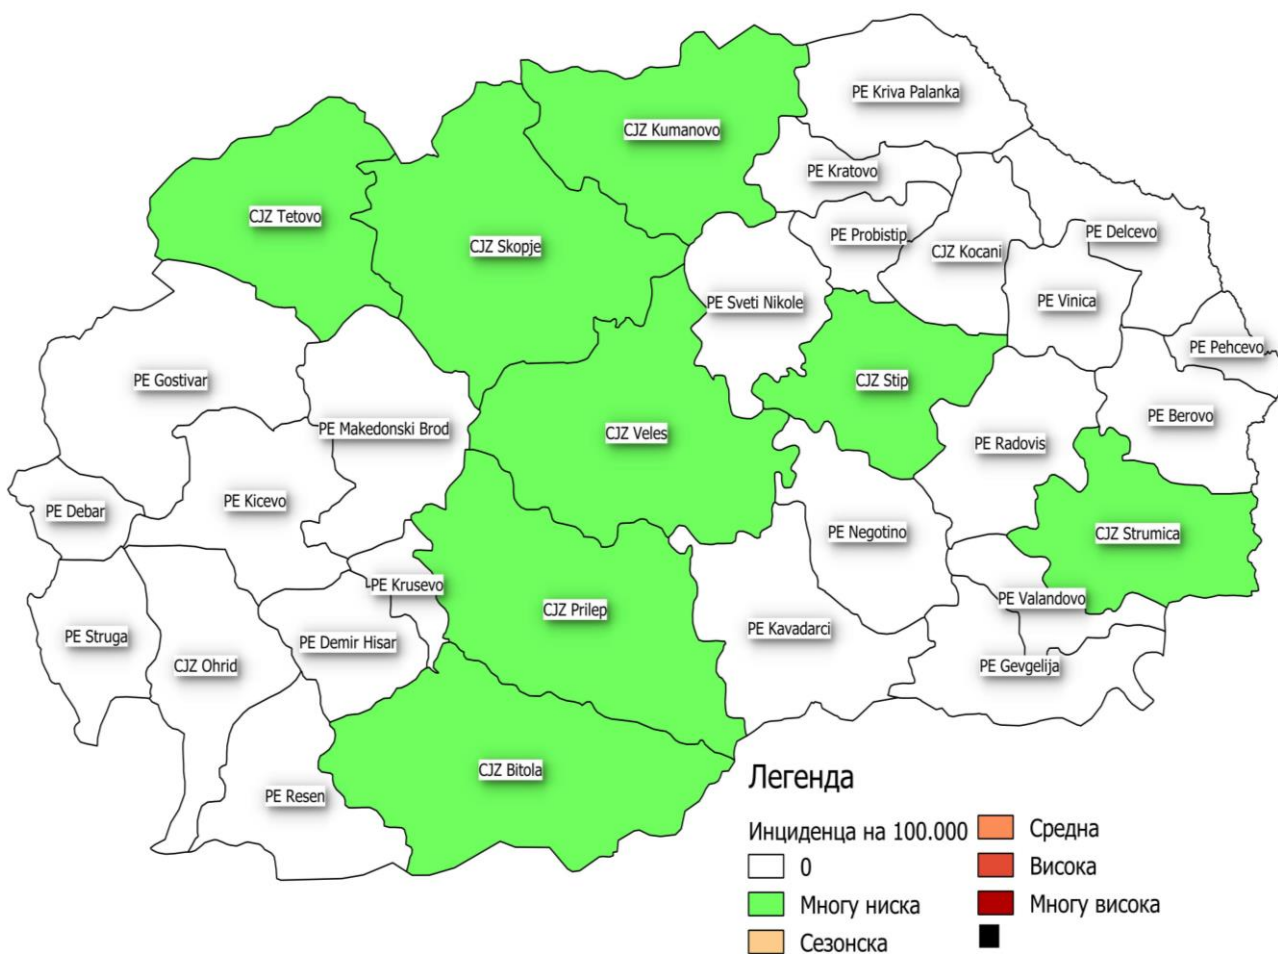 PE Kriva Palanka
CJZ Kumanovo
PE Kratovo
CJZ Tetovo
CJZ Skopje
PE Probistip
CJZ Kocani
PE Delcevo
PE Sveti Nikole
PE Vinica
PE Pehcevo
PE Gostivar
CJZ Stip
PE Berovo
PE Makedonski Brod
CJZ Veles
PE Radovis
PE Debar
PE Kicevo
PE Negotino
CJZ Strumica
PE Krusevo
CJZ Prilep
PE Valandovo
PE Struga
PE Demir Hisar
PE Kavadarci
CJZ Ohrid
PE Gevgelija
CJZ Bitola
PE Resen
Легенда
Инциденца на 100.000
0
Многу ниска
Сезонска
Средна
Висока
Многу висока